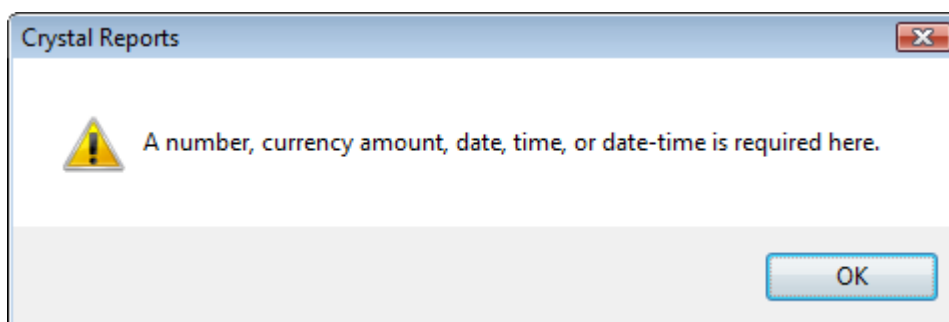 Crystal Reports
A number, currency amount, date, time, or date-time is required here.
OK